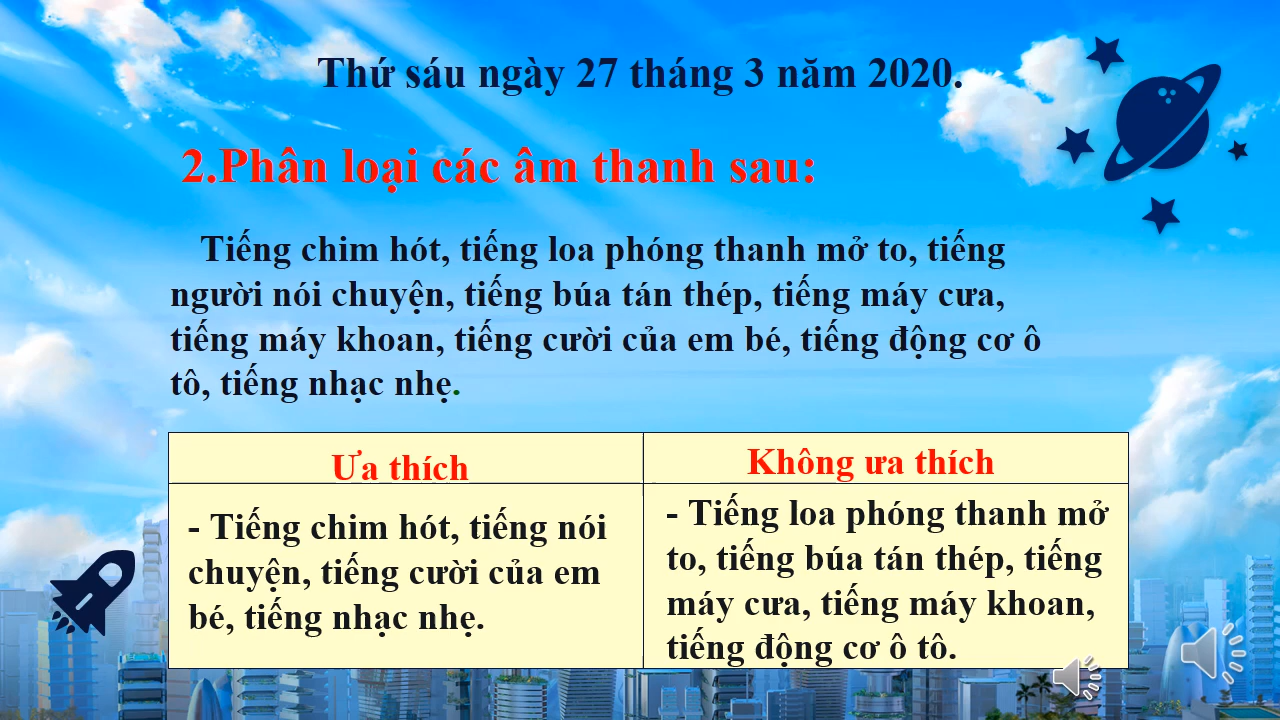 Thứ sáu ngày 27 tháng 3 năm 2020.
2.Phân loại các âm thanh sau:
Tiếng chim hót, tiếng loa phóng thanh mở to, tiếng
người nói chuyện, tiếng búa tán thép, tiếng máy cưa,
tiếng máy khoan, tiếng cười của em bé, tiếng động cơ ô
tô, tiếng nhạc nhẹ.
Ưa thích
Không ưa thích
- Tiếng chim hót, tiếng nói
chuyện, tiếng cười của em
bé, tiếng nhạc nhẹ.
- Tiếng loa phóng thanh mở
to, tiếng búa tán thép, tiếng
máy cưa, tiếng máy khoan,
tiếng động cơ ô tô.